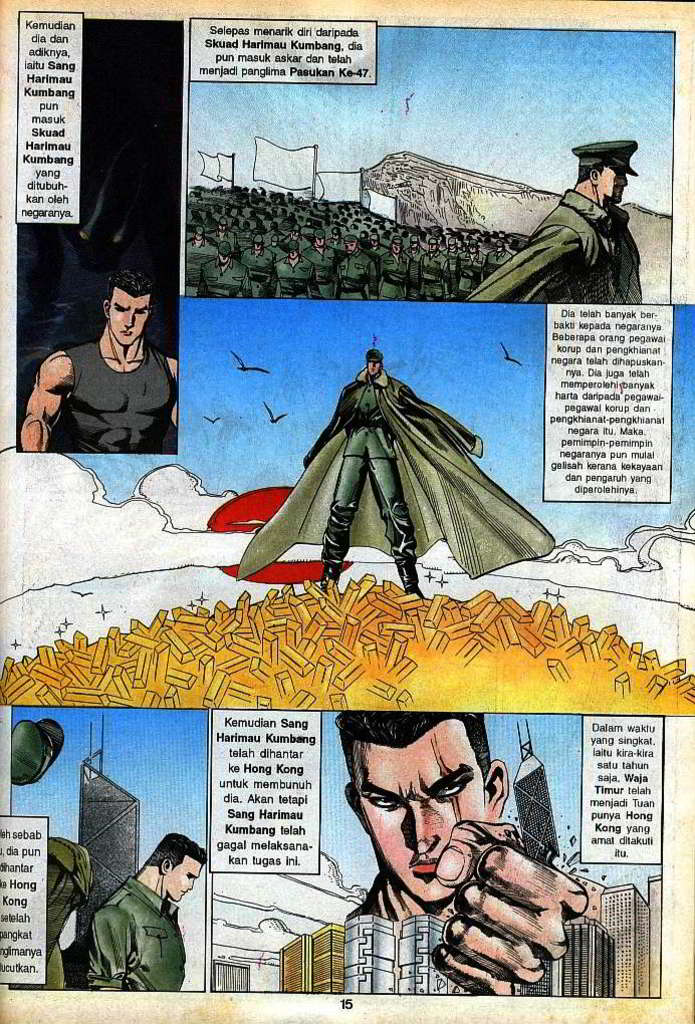 Kemudian
dia dan
adiknya,
iaitu Sang
Harimau
Kumbang
pun
masuk
Skuad
Harimau
Kumbang
yang
ditubuh-
kan oleh
negaranya.
Selepas menarik diri daripada
Skuad Harimau Kumbang, dia
pun masuk askar dan telah
menjadi panglima Pasukan Ke-47.
Dia telah banyak ber-
bakti kepada negaranya
Beberapa orang pegawai
korup dan pengkhianat
negara telah dihapuskan-
nya. Dia juga telah
memperolehi banyak
harta daripada pegawai-
pegawai korup dan
pengkhianat-pengkhianat
negara itu. Maka,
pemimpin-pemimpin
negaranya pun mulai
gelisah kerana kekayaan
dan pengaruh yang
diperolehinya.
sebab
dia pun
Hong
Kong
setelah
pangkat
Kemudian Sang
Harimau Kumbang
telah dihantar
ke Hong Kong
untuk membunuh
dia. Akan tetapi
Sang Harimau
Kumbang telah
gagal melaksana-
kan tugas ini.
Dalam waktu
yang singkat,
iaitu kira-kira
satu tahun
saja, Waja
Timur telah
menjadi Tuan
punya Hong
Kong yang
amat ditakuti
itu.
15